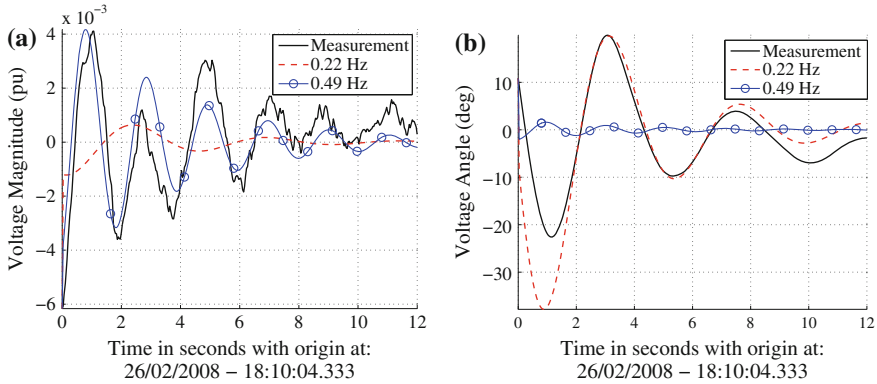 (a)
x 10⁻³
4
2
0
−2
−4
−6
Voltage Magnitude (pu)
Measurement
0.22 Hz
0.49 Hz
0 2 4 6 8 10 12
Time in seconds with origin at:
26/02/2008 − 18:10:04.333
(b)
10
0
−10
−20
−30
Voltage Angle (deg)
Measurement
0.22 Hz
0.49 Hz
0 2 4 6 8 10 12
Time in seconds with origin at:
26/02/2008 − 18:10:04.333